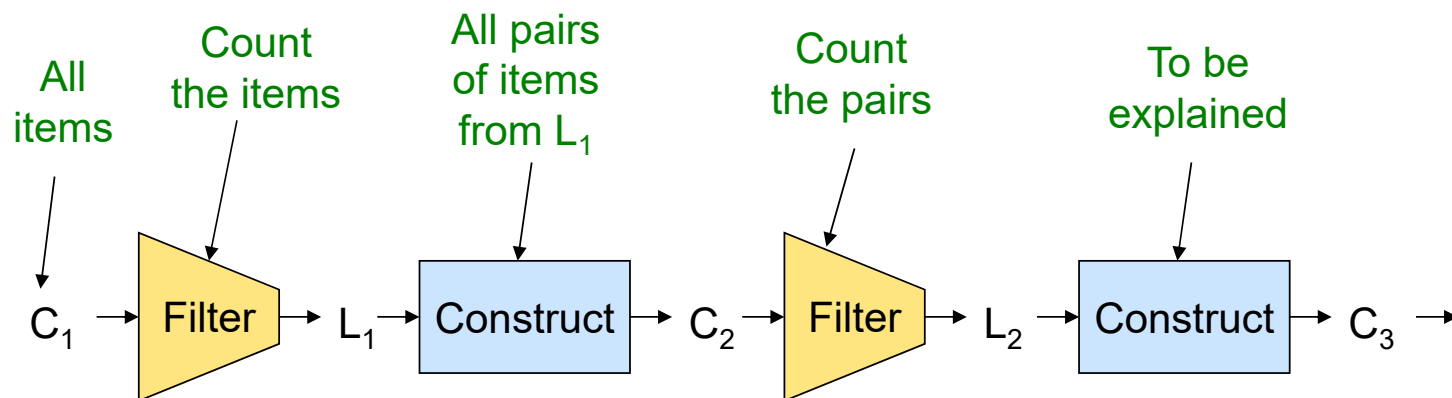 All
items
Count
the items
All pairs
of items
from L₁
Count
the pairs
To be
explained
C₁
Filter
L₁
Construct
C₂
Filter
L₂
Construct
C₃